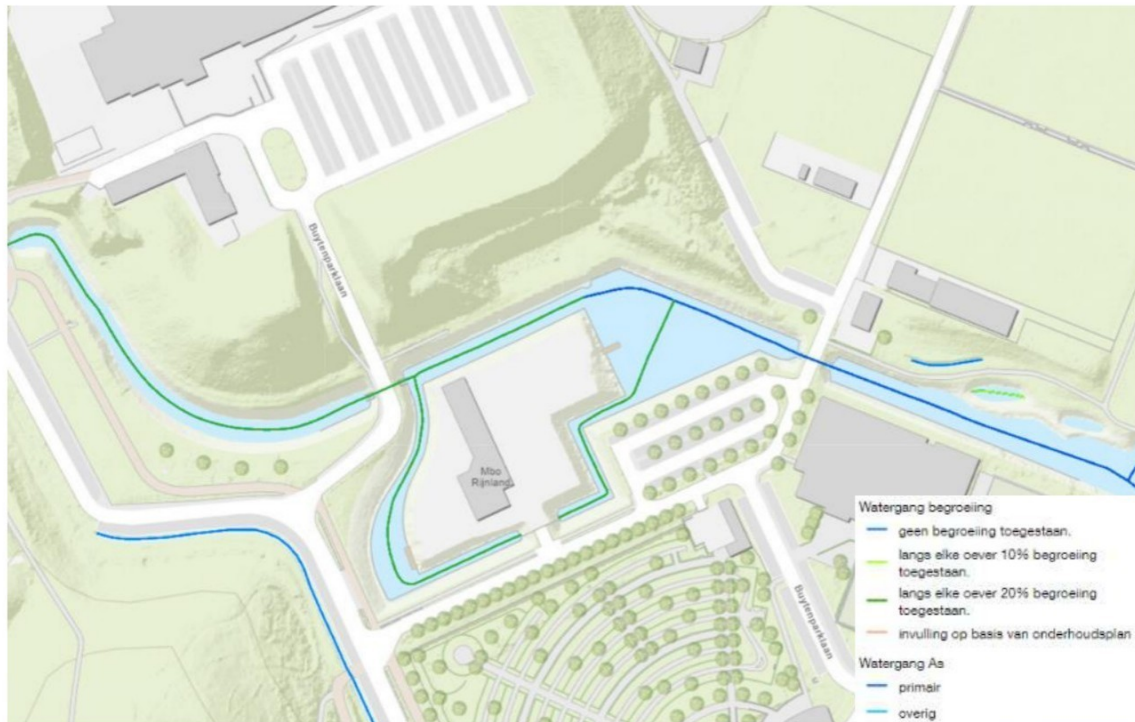 Buytenparklaan
Mbo
Rijnland
Buytenparklaan
Watergang begroeiing
geen begroeiing toegestaan.
langs elke oever 10% begroeiing
toegestaan.
langs elke oever 20% begroeiing
toegestaan.
invulling op basis van onderhoudsplan
Watergang As
primair
overig